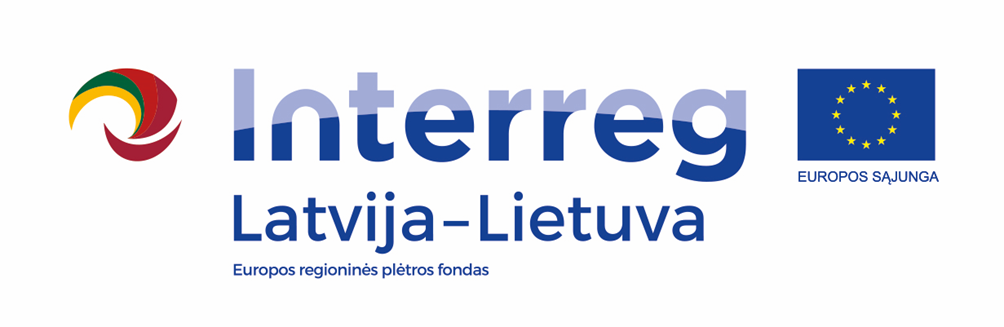 Interreg
EUROPOS SĄJUNGA
Latvija–Lietuva
Europos regioninės plėtros fondas